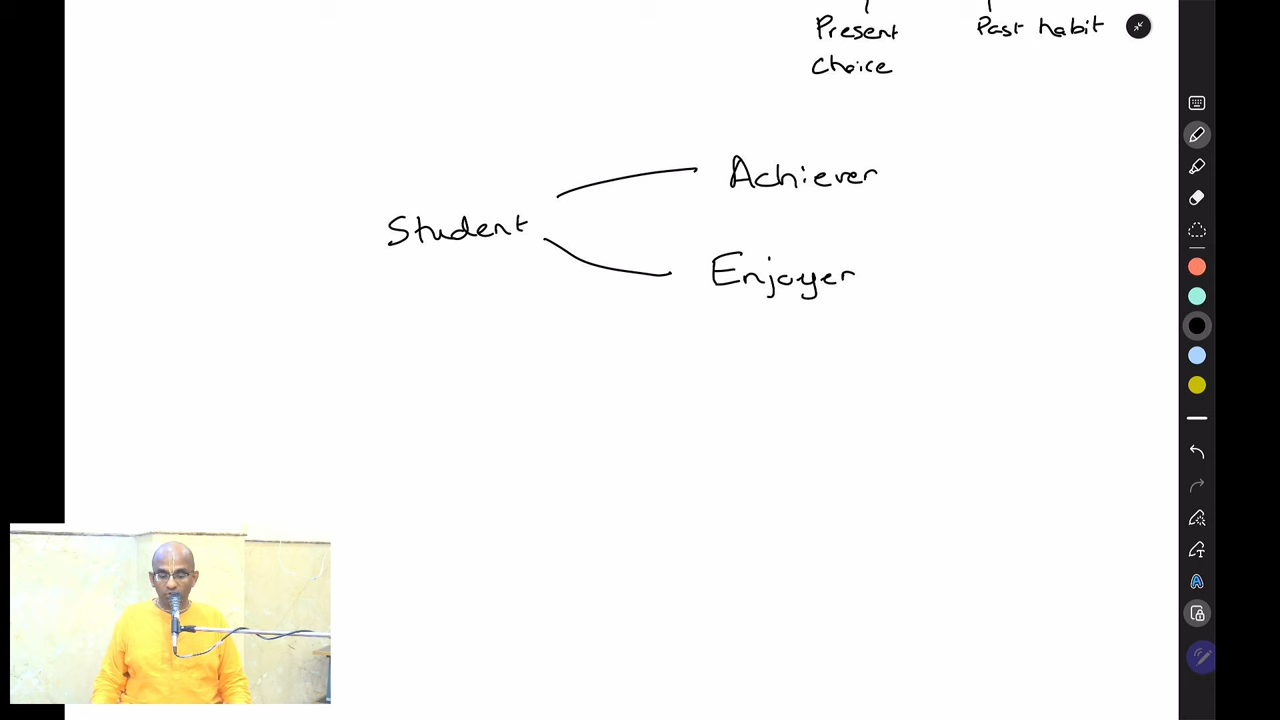 Present Past habit
Choice
Achiever
Student
Enjoyer